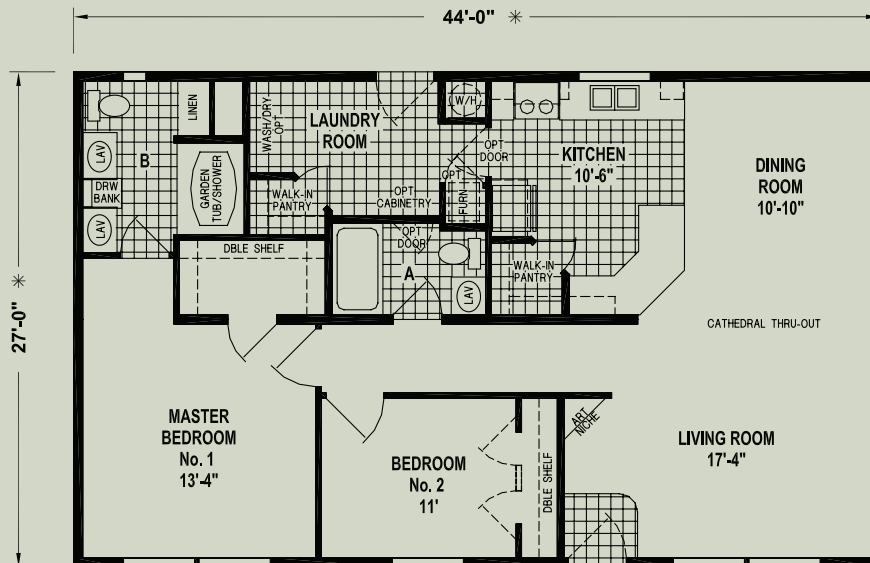 44'-0" ✳
27'-0" ✳
LINEN
WASH/DRY
OPT
LAUNDRY
ROOM
W/H
LAV
B
DRW
BANK
LAV
GARDEN
TUB/SHOWER
WALK-IN
PANTRY
OPT
CABINETRY
OPT
DOOR
OPT
FURN
KITCHEN
10'-6"
DINING
ROOM
10'-10"
DBLE SHELF
OPT
DOOR
A
LAV
WALK-IN
PANTRY
CATHEDRAL THRU-OUT
MASTER
BEDROOM
No. 1
13'-4"
BEDROOM
No. 2
11'
DBLE SHELF
ART
NICHE
LIVING ROOM
17'-4"